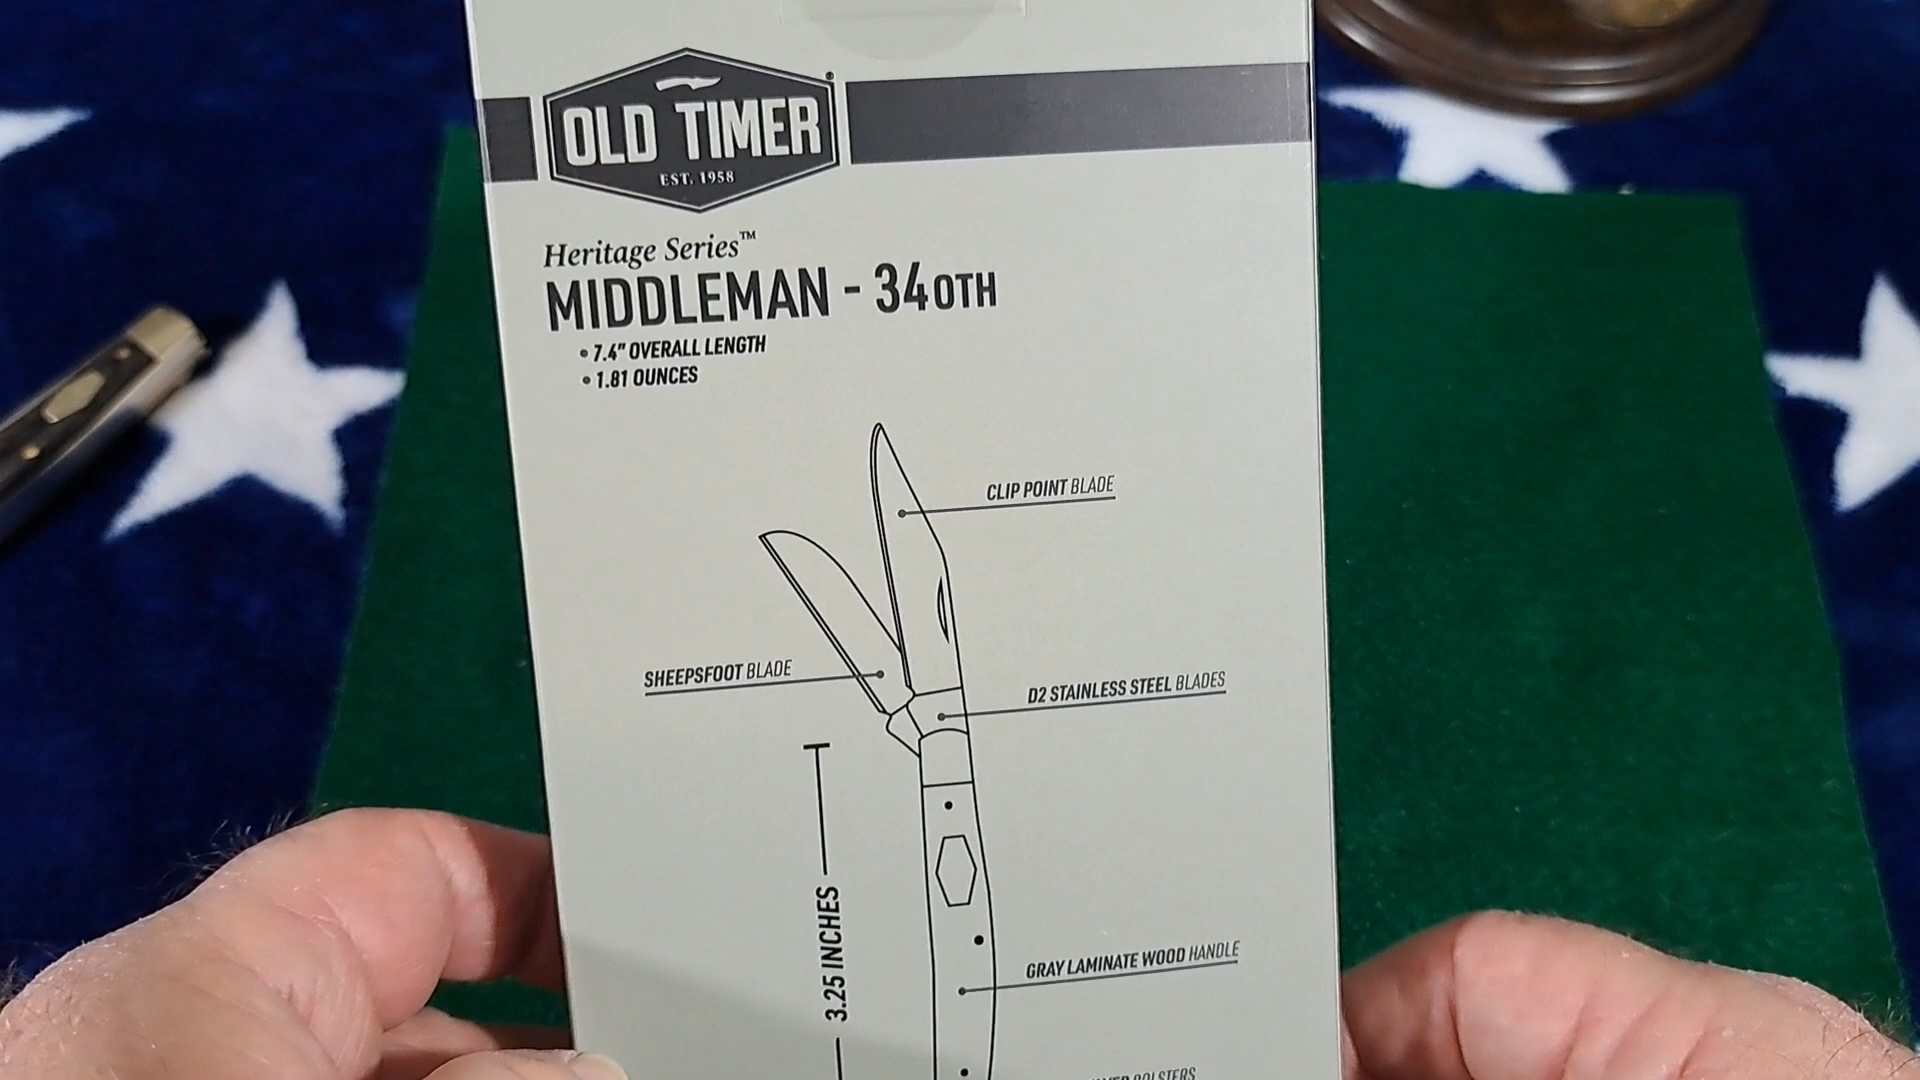 OLD TIMER
®
EST. 1958
Heritage Series™
MIDDLEMAN - 34OTH
• 7.4" OVERALL LENGTH
• 1.81 OUNCES
CLIP POINT BLADE
SHEEPSFOOT BLADE
D2 STAINLESS STEEL BLADES
3.25 INCHES
GRAY LAMINATE WOOD HANDLE
BOLSTERS